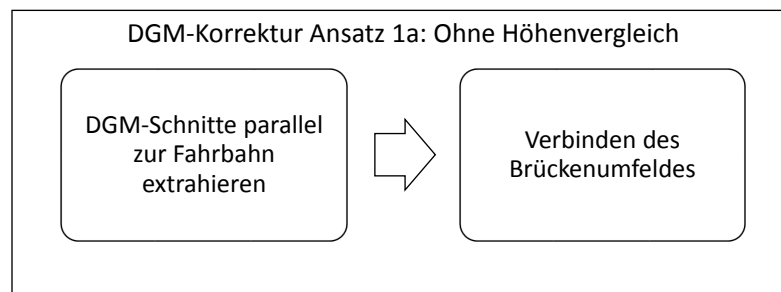 DGM-Korrektur Ansatz 1a: Ohne Höhenvergleich
DGM-Schnitte parallel
zur Fahrbahn
extrahieren
Verbinden des
Brückenumfeldes